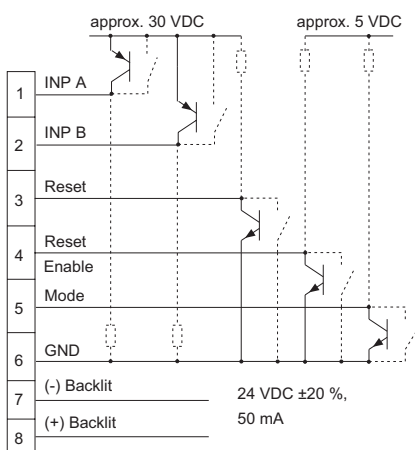 approx. 30 VDC
approx. 5 VDC
1
INP A
2
INP B
3
Reset
4
Reset
Enable
5
Mode
6
GND
7
(-) Backlit
24 VDC ±20 %,
50 mA
8
(+) Backlit